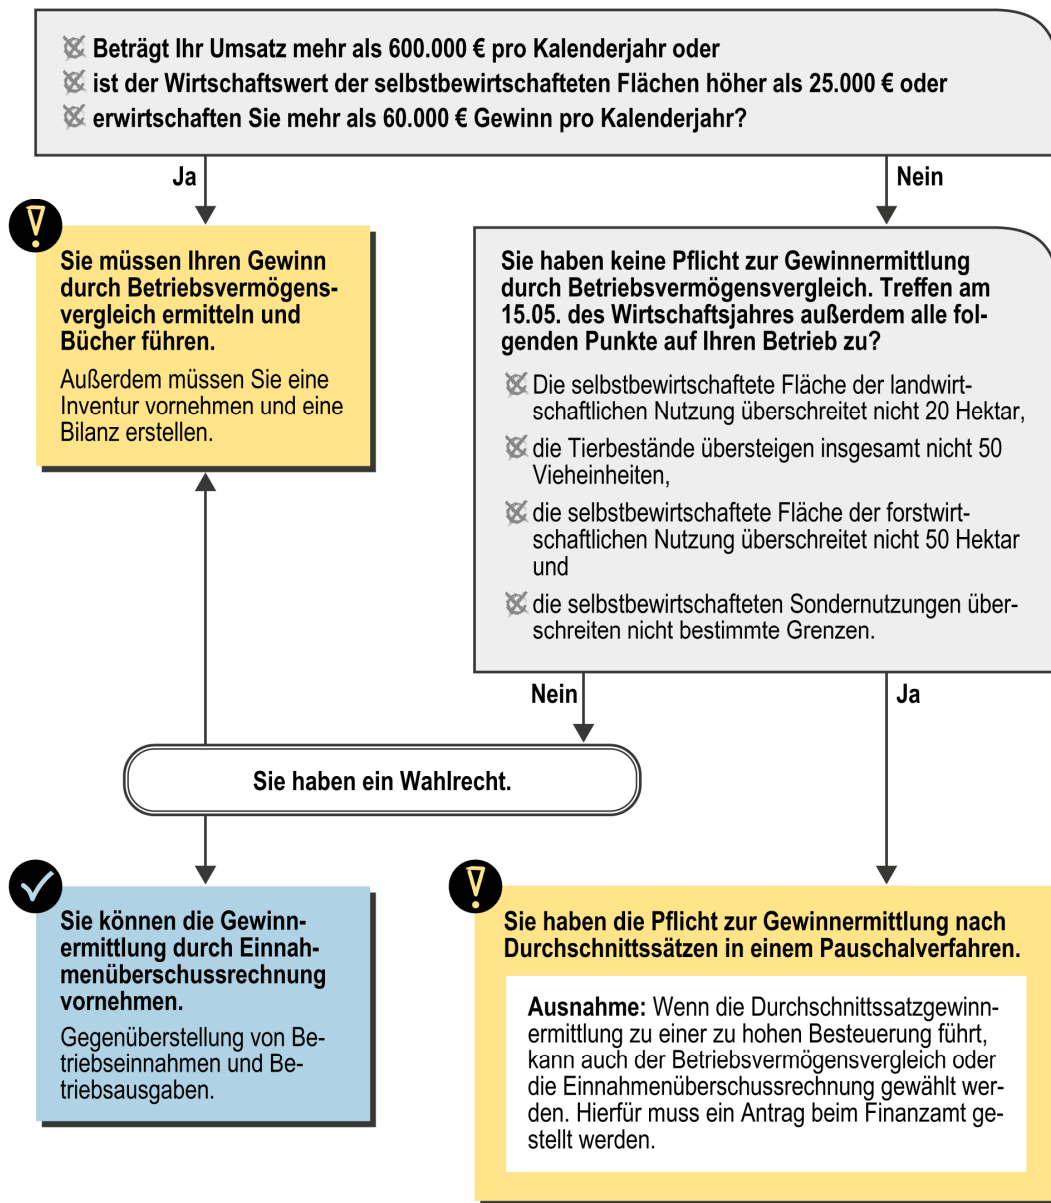 Beträgt Ihr Umsatz mehr als 600.000 € pro Kalenderjahr oder
ist der Wirtschaftswert der selbstbewirtschafteten Flächen höher als 25.000 € oder
erwirtschaften Sie mehr als 60.000 € Gewinn pro Kalenderjahr?
Ja
Nein
Sie müssen Ihren Gewinn
durch Betriebsvermögens-
vergleich ermitteln und
Bücher führen.
Außerdem müssen Sie eine
Inventur vornehmen und eine
Bilanz erstellen.
Sie haben keine Pflicht zur Gewinnermittlung
durch Betriebsvermögensvergleich. Treffen am
15.05. des Wirtschaftsjahres außerdem alle fol-
genden Punkte auf Ihren Betrieb zu?
Die selbstbewirtschaftete Fläche der landwirt-
schaftlichen Nutzung überschreitet nicht 20 Hektar,
die Tierbestände übersteigen insgesamt nicht 50
Vieheinheiten,
die selbstbewirtschaftete Fläche der forstwirt-
schaftlichen Nutzung überschreitet nicht 50 Hektar
und
die selbstbewirtschafteten Sondernutzungen über-
schreiten nicht bestimmte Grenzen.
Nein
Ja
Sie haben ein Wahlrecht.
Sie können die Gewinn-
ermittlung durch Einnah-
menüberschussrechnung
vornehmen.
Gegenüberstellung von Be-
triebseinnahmen und Be-
triebsausgaben.
Sie haben die Pflicht zur Gewinnermittlung nach
Durchschnittssätzen in einem Pauschalverfahren.
Ausnahme: Wenn die Durchschnittssatzgewinn-
ermittlung zu einer zu hohen Besteuerung führt,
kann auch der Betriebsvermögensvergleich oder
die Einnahmenüberschussrechnung gewählt wer-
den. Hierfür muss ein Antrag beim Finanzamt ge-
stellt werden.